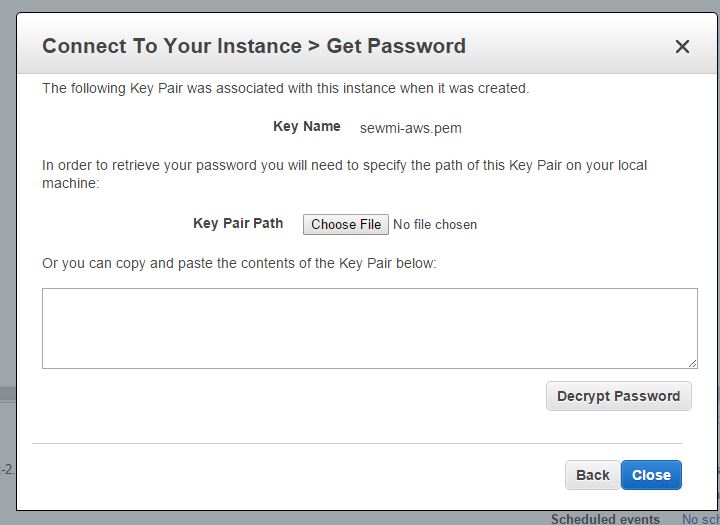 Connect To Your Instance > Get Password
The following Key Pair was associated with this instance when it was created.
Key Name sewmi-aws.pem
In order to retrieve your password you will need to specify the path of this Key Pair on your local
machine:
Key Pair Path Choose File No file chosen
Or you can copy and paste the contents of the Key Pair below:
Decrypt Password
-2.
Back Close
Scheduled events No sch